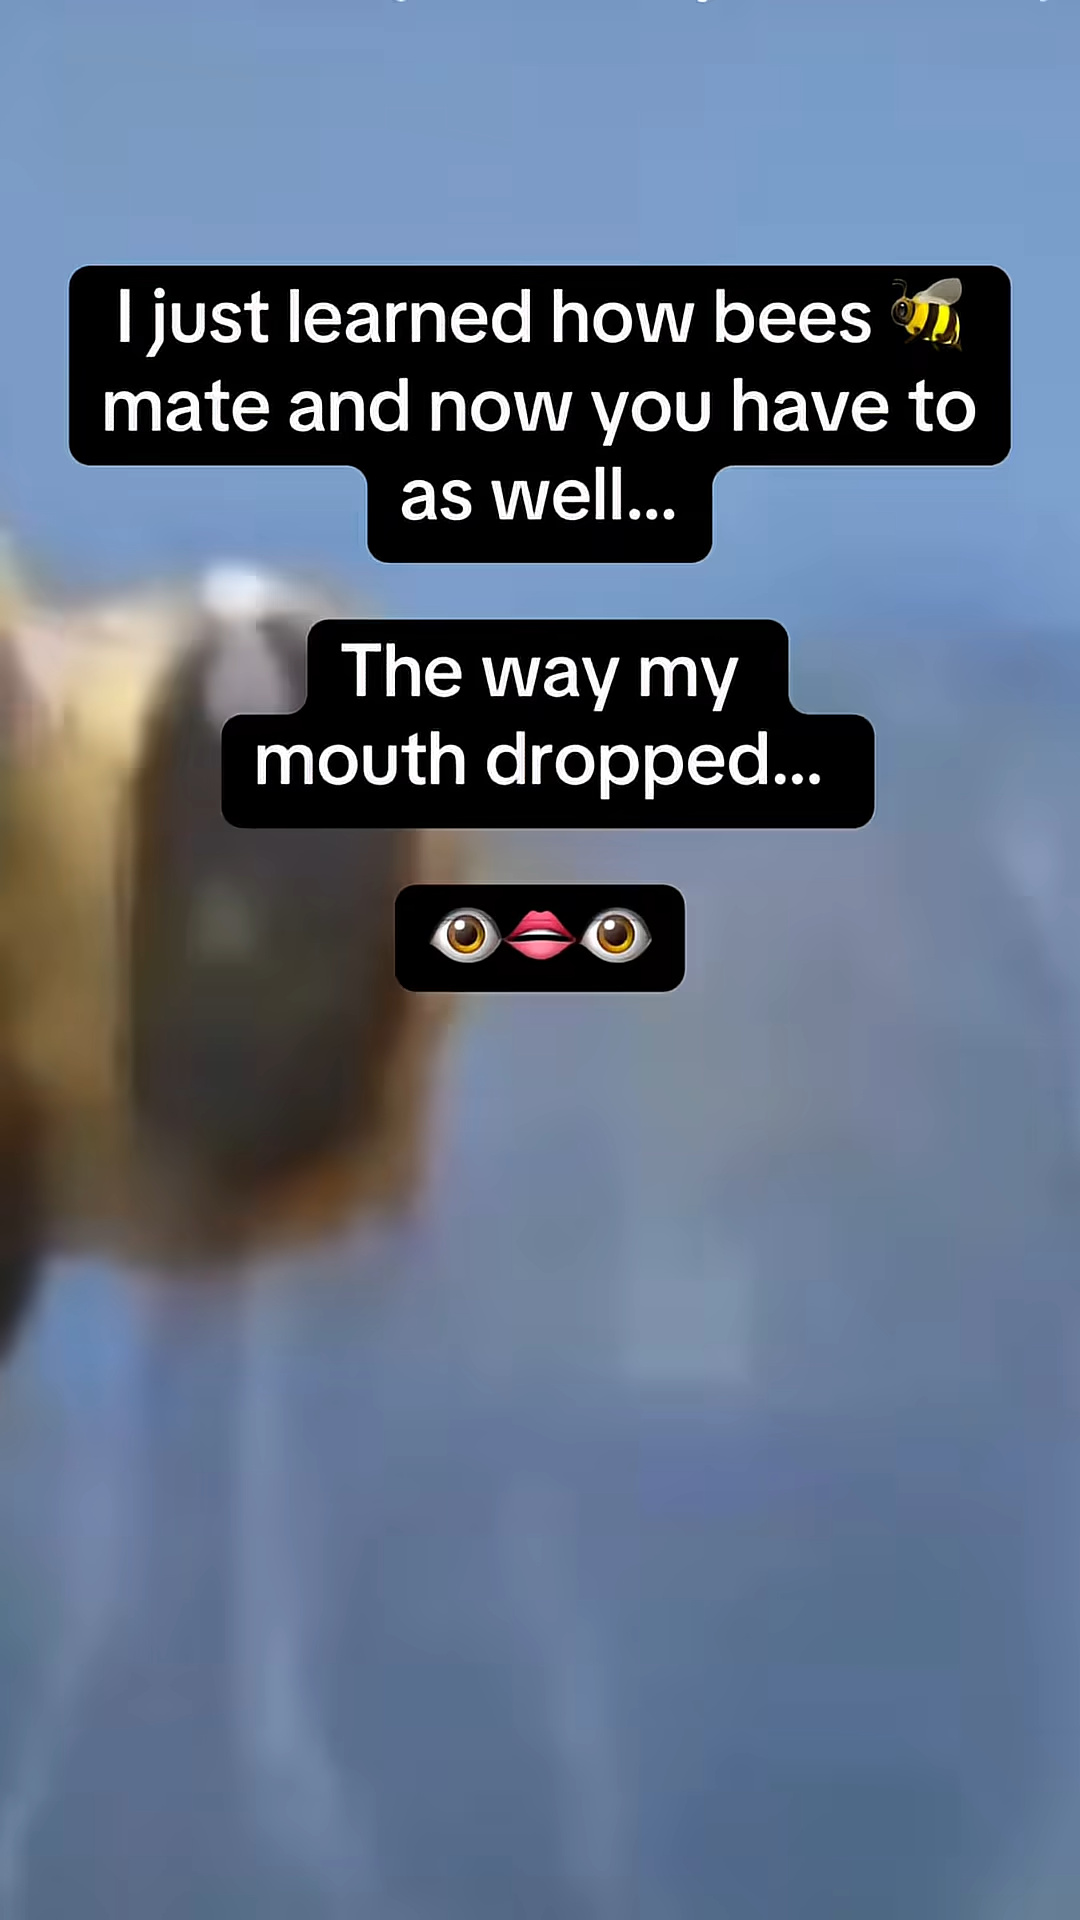 I just learned how bees 🐝
mate and now you have to
as well...
The way my
mouth dropped...
👁️👄👁️